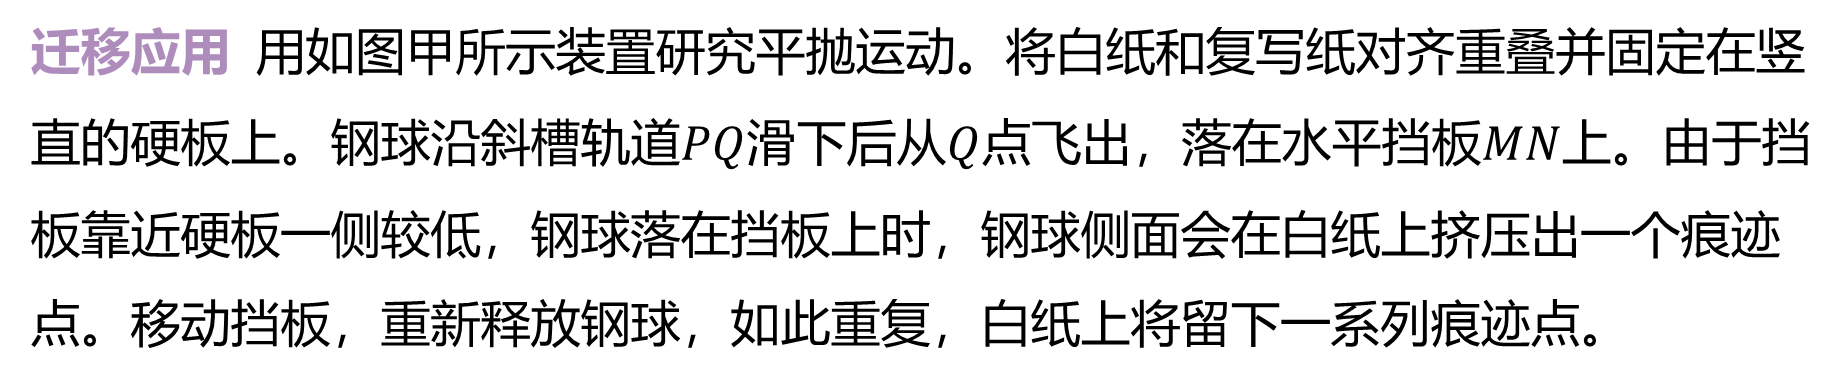 迁移应用 用如图甲所示装置研究平抛运动。将白纸和复写纸对齐重叠并固定在竖
直的硬板上。钢球沿斜槽轨道PQ滑下后从Q点飞出，落在水平挡板MN上。由于挡
板靠近硬板一侧较低，钢球落在挡板上时，钢球侧面会在白纸上挤压出一个痕迹
点。移动挡板，重新释放钢球，如此重复，白纸上将留下一系列痕迹点。